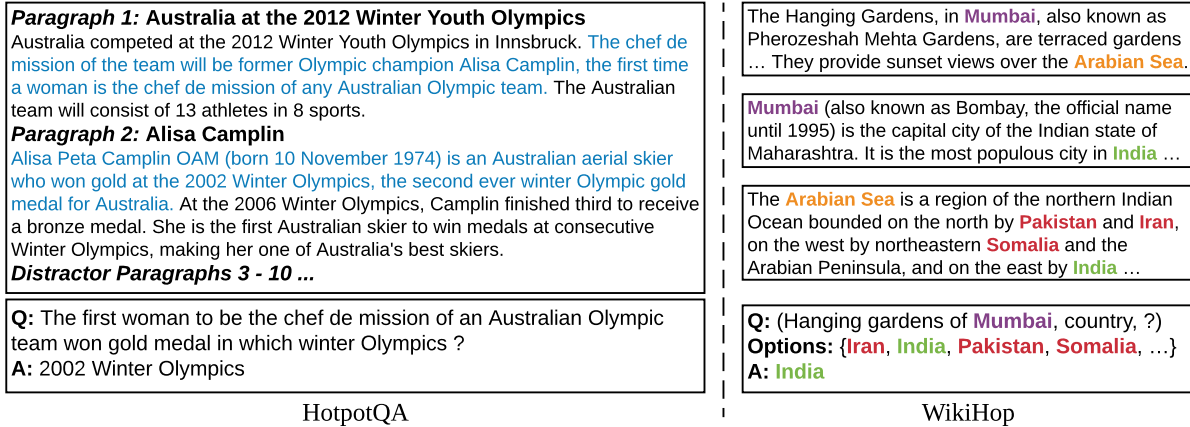 Paragraph 1: Australia at the 2012 Winter Youth Olympics
Australia competed at the 2012 Winter Youth Olympics in Innsbruck. The chef de
mission of the team will be former Olympic champion Alisa Camplin, the first time
a woman is the chef de mission of any Australian Olympic team. The Australian
team will consist of 13 athletes in 8 sports.
Paragraph 2: Alisa Camplin
Alisa Peta Camplin OAM (born 10 November 1974) is an Australian aerial skier
who won gold at the 2002 Winter Olympics, the second ever winter Olympic gold
medal for Australia. At the 2006 Winter Olympics, Camplin finished third to receive
a bronze medal. She is the first Australian skier to win medals at consecutive
Winter Olympics, making her one of Australia's best skiers.
Distractor Paragraphs 3 - 10 ...
Q: The first woman to be the chef de mission of an Australian Olympic
team won gold medal in which winter Olympics ?
A: 2002 Winter Olympics
HotpotQA
The Hanging Gardens, in Mumbai, also known as
Pherozeshah Mehta Gardens, are terraced gardens
… They provide sunset views over the Arabian Sea.
Mumbai (also known as Bombay, the official name
until 1995) is the capital city of the Indian state of
Maharashtra. It is the most populous city in India …
The Arabian Sea is a region of the northern Indian
Ocean bounded on the north by Pakistan and Iran,
on the west by northeastern Somalia and the
Arabian Peninsula, and on the east by India …
Q: (Hanging gardens of Mumbai, country, ?)
Options: {Iran, India, Pakistan, Somalia, …}
A: India
WikiHop